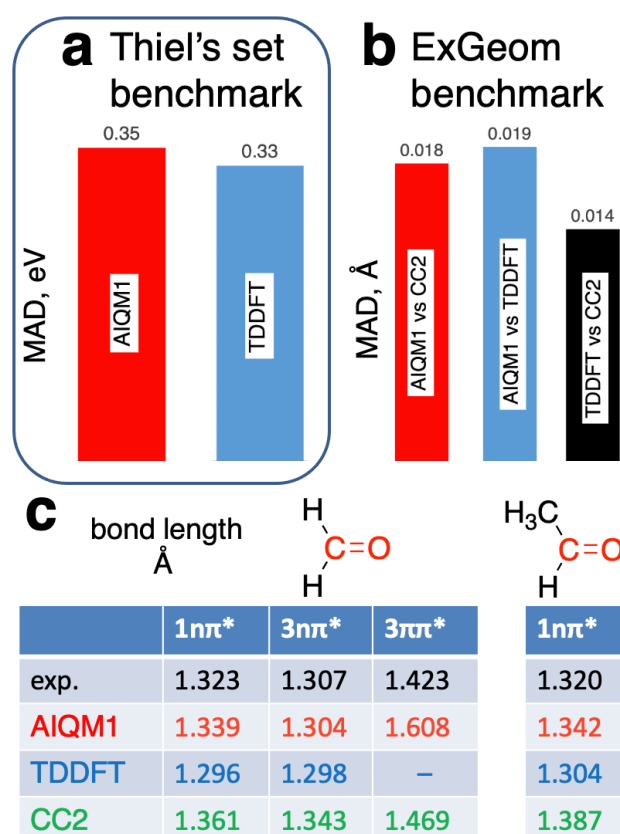 a Thiel's set
benchmark
0.35
0.33
MAD, eV
AIQM1
TDDFT
b ExGeom
benchmark
0.018
0.019
0.014
MAD, Å
AIQM1 vs CC2
AIQM1 vs TDDFT
TDDFT vs CC2
c
bond length
Å
H
C=O
H
H₃C
C=O
H
1nπ* 3nπ* 3ππ* 1nπ*
exp. 1.323 1.307 1.423 1.320
AIQM1 1.339 1.304 1.608 1.342
TDDFT 1.296 1.298 – 1.304
CC2 1.361 1.343 1.469 1.387